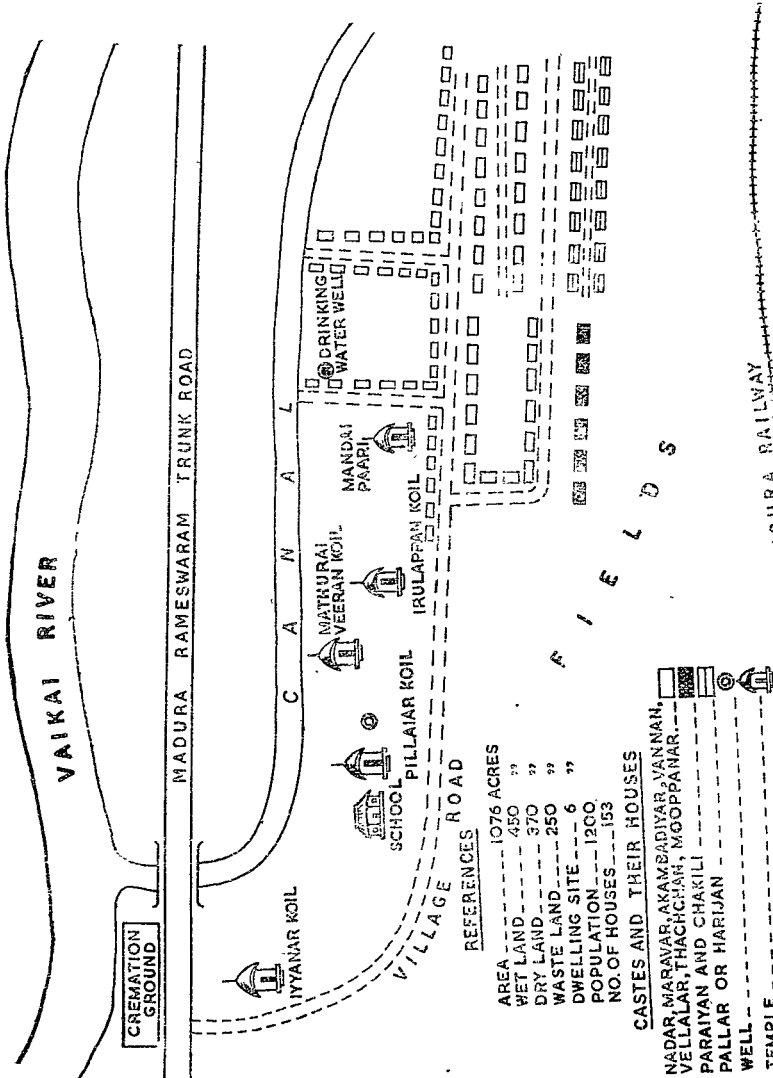 VAIKAI RIVER
MADURA RAMESWARAM TRUNK ROAD
CREMATION
GROUND
CANAL
DRINKING
WATER WELL
MANDAI
PAARI
MATHURAI
VEERAN KOIL
IRULAPPAN KOIL
PILLAIAR KOIL
SCHOOL
IYYANAR KOIL
VILLAGE ROAD
FIELDS
RAILWAY
REFERENCES
AREA 1076 ACRES
WET LAND 450 ,,
DRY LAND 370 ,,
WASTE LAND 250 ,,
DWELLING SITE 6 ,,
POPULATION 1200
NO. OF HOUSES 153
CASTES AND THEIR HOUSES
NADAR, MARAVAR, AKAMBADIYAR, VANNAN,
VELLALAR, THACHCHAN, MOOPPANAR
PARAIYAN AND CHAKILI
PALLAR OR HARIJAN
WELL
TEMPLE